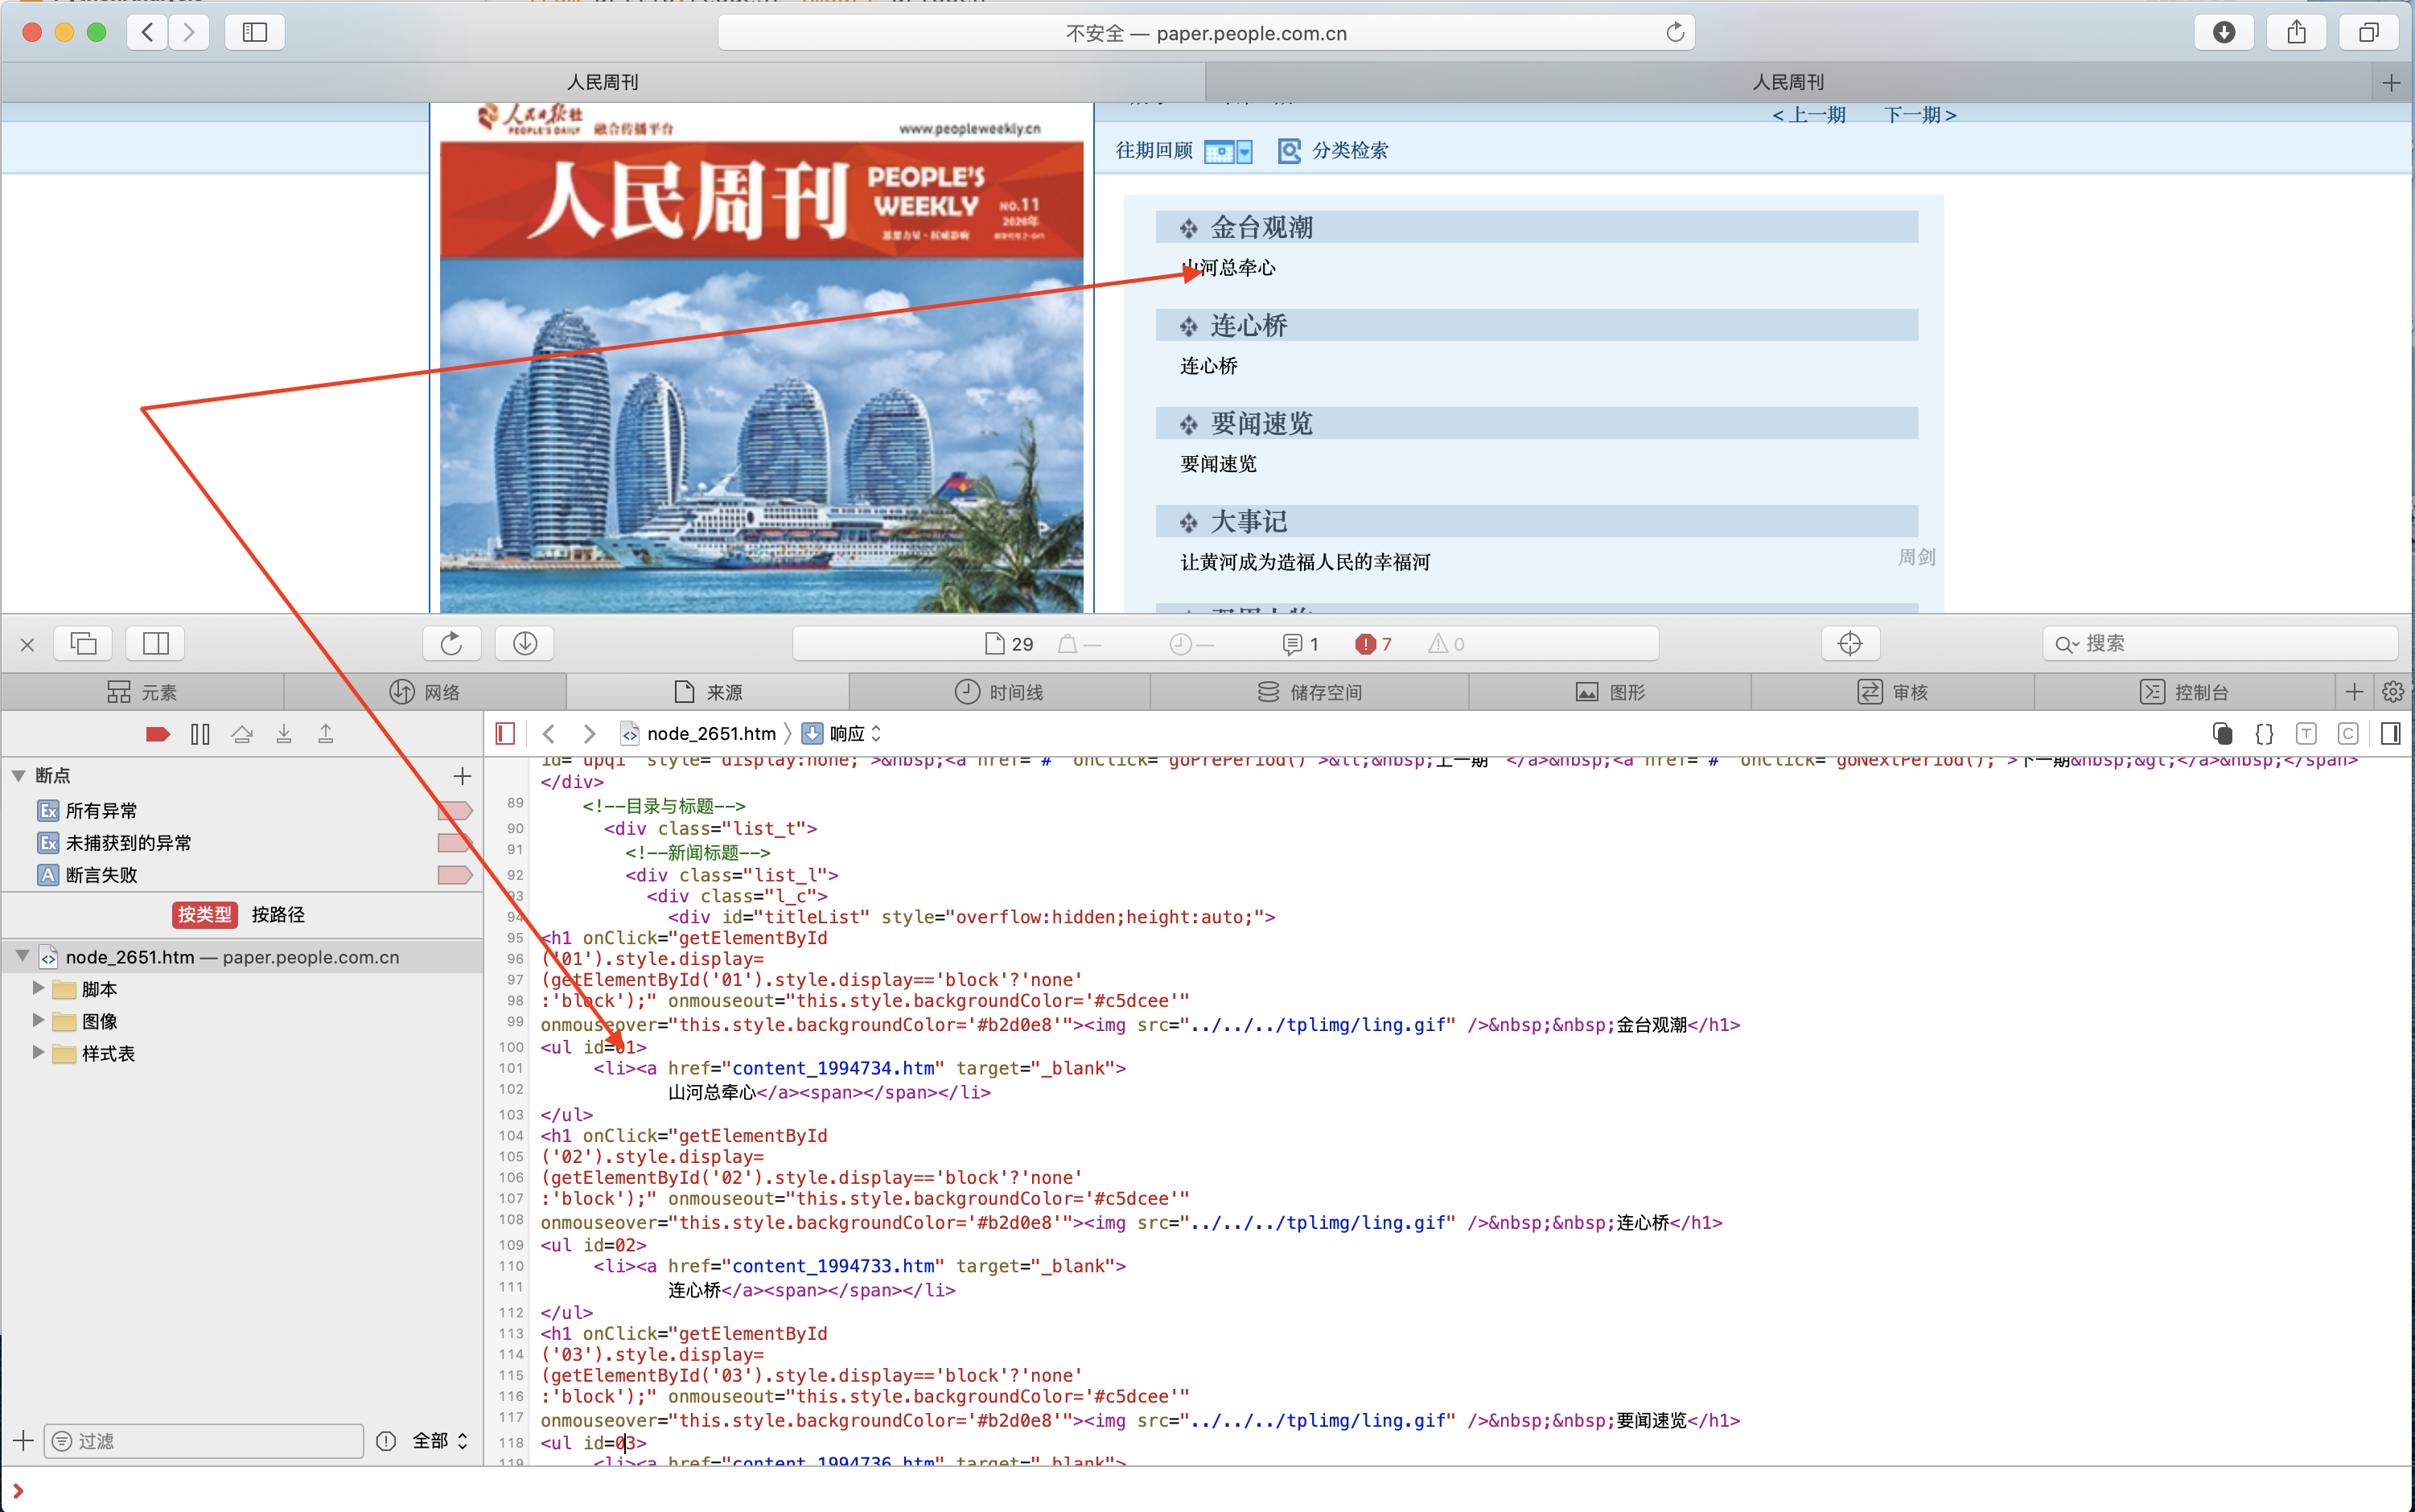 不安全 — paper.people.com.cn
人民周刊
人民周刊
人民日报社
PEOPLE'S DAILY 融合传播平台
www.peopleweekly.cn
人民周刊
PEOPLE'S
WEEKLY
NO.11
2020年
思想力量·权威影响
<上一期 下一期>
往期回顾 分类检索
金台观潮
山河总牵心
连心桥
连心桥
要闻速览
要闻速览
大事记
让黄河成为造福人民的幸福河
周剑
29 — — 1 7 0
搜索
元素 网络 来源 时间线 储存空间 图形 审核 控制台
node_2651.htm 〉 响应
断点
Ex 所有异常
Ex 未捕获到的异常
A 断言失败
按类型 按路径
node_2651.htm — paper.people.com.cn
脚本
图像
样式表
过滤
全部
id="upqi" style="display:none;">&nbsp;<a href="#" onClick="goPrePeriod()">&lt;&nbsp;上一期 </a>&nbsp;<a href="#" onClick="goNextPeriod();">下一期&nbsp;&gt;</a>&nbsp;</span>
</div>
89 <!--目录与标题-->
90 <div class="list_t">
91 <!--新闻标题-->
92 <div class="list_l">
93 <div class="l_c">
94 <div id="titleList" style="overflow:hidden;height:auto;">
95 <h1 onClick="getElementById
96 ('01').style.display=
97 (getElementById('01').style.display=='block'?'none'
98 :'block');" onmouseout="this.style.backgroundColor='#c5dcee'"
99 onmouseover="this.style.backgroundColor='#b2d0e8'"><img src="../../../tplimg/ling.gif" />&nbsp;&nbsp;金台观潮</h1>
100 <ul id=01>
101 <li><a href="content_1994734.htm" target="_blank">
102 山河总牵心</a><span></span></li>
103 </ul>
104 <h1 onClick="getElementById
105 ('02').style.display=
106 (getElementById('02').style.display=='block'?'none'
107 :'block');" onmouseout="this.style.backgroundColor='#c5dcee'"
108 onmouseover="this.style.backgroundColor='#b2d0e8'"><img src="../../../tplimg/ling.gif" />&nbsp;&nbsp;连心桥</h1>
109 <ul id=02>
110 <li><a href="content_1994733.htm" target="_blank">
111 连心桥</a><span></span></li>
112 </ul>
113 <h1 onClick="getElementById
114 ('03').style.display=
115 (getElementById('03').style.display=='block'?'none'
116 :'block');" onmouseout="this.style.backgroundColor='#c5dcee'"
117 onmouseover="this.style.backgroundColor='#b2d0e8'"><img src="../../../tplimg/ling.gif" />&nbsp;&nbsp;要闻速览</h1>
118 <ul id=03>
119 <li><a href="content_1994736.htm" target="_blank">